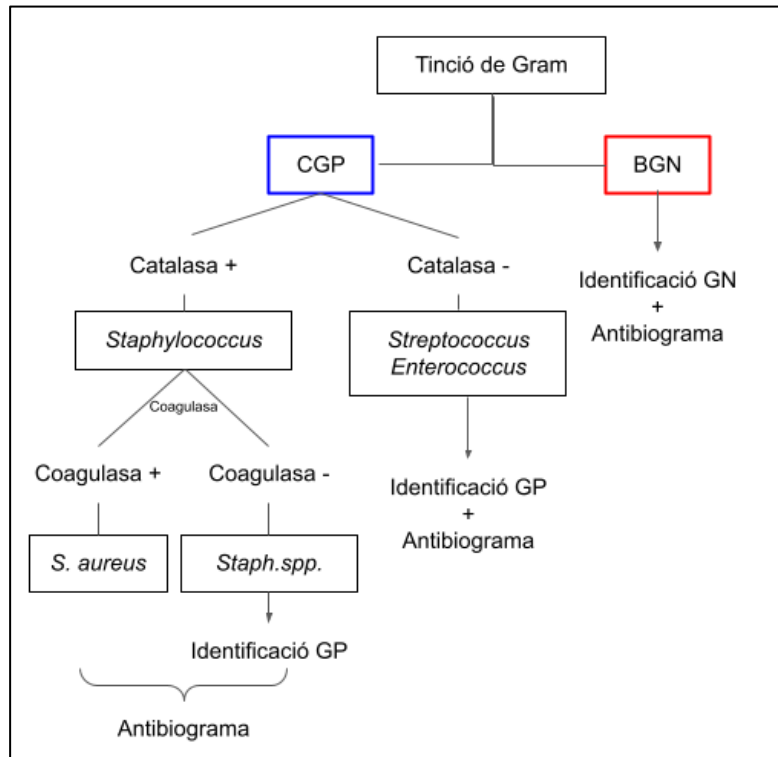 Tinció de Gram
CGP
BGN
Catalasa +
Catalasa -
Identificació GN
+
Antibiograma
Staphylococcus
Streptococcus
Enterococcus
Coagulasa
Coagulasa +
Coagulasa -
Identificació GP
+
Antibiograma
S. aureus
Staph.spp.
Identificació GP
Antibiograma